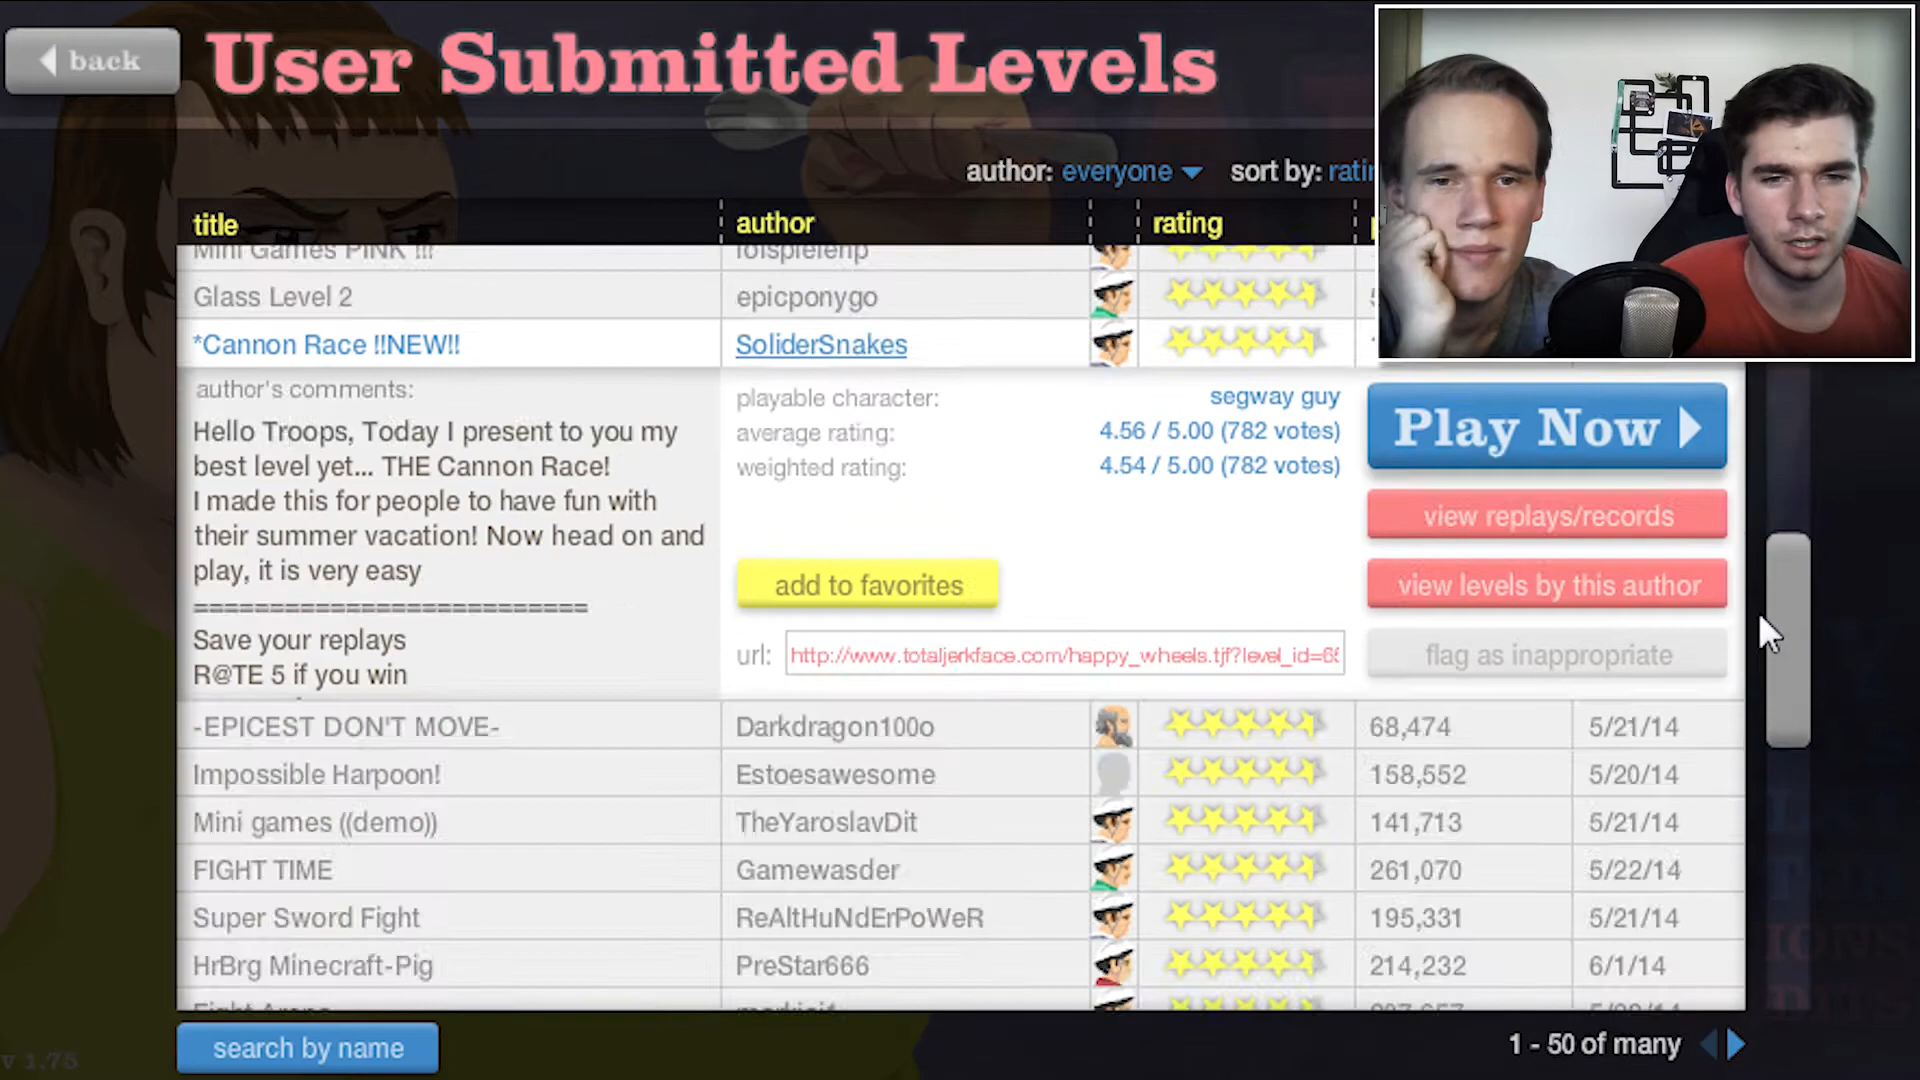 back
User Submitted Levels
author: everyone
sort by:
title
author
rating
Mini Games PINK !!!
Glass Level 2
epicponygo
*Cannon Race !!NEW!!
SoliderSnakes
author's comments:
Hello Troops, Today I present to you my
best level yet... THE Cannon Race!
I made this for people to have fun with
their summer vacation! Now head on and
play, it is very easy
==========================
Save your replays
R@TE 5 if you win
playable character: segway guy
average rating: 4.56 / 5.00 (782 votes)
weighted rating: 4.54 / 5.00 (782 votes)
add to favorites
url: http://www.totaljerkface.com/happy_wheels.tjf?level_id=
Play Now
view replays/records
view levels by this author
flag as inappropriate
-EPICEST DON'T MOVE- Darkdragon100o 68,474 5/21/14
Impossible Harpoon! Estoesawesome 158,552 5/20/14
Mini games ((demo)) TheYaroslavDit 141,713 5/21/14
FIGHT TIME Gamewasder 261,070 5/22/14
Super Sword Fight ReAltHuNdErPoWeR 195,331 5/21/14
HrBrg Minecraft-Pig PreStar666 214,232 6/1/14
search by name
1 - 50 of many
v 1.75